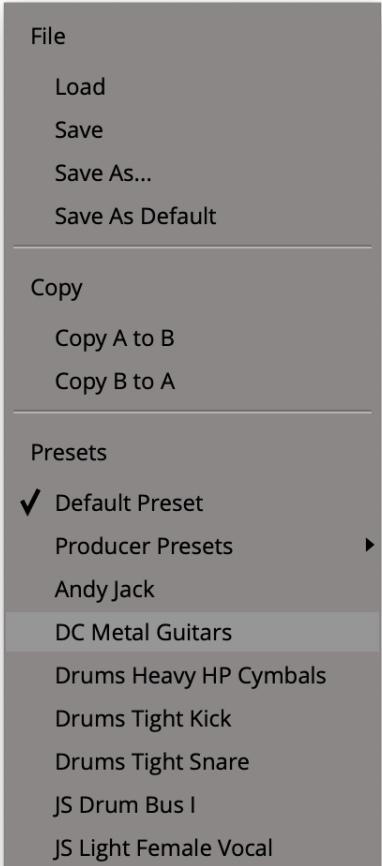 File
Load
Save
Save As...
Save As Default
Copy
Copy A to B
Copy B to A
Presets
Default Preset
Producer Presets
Andy Jack
DC Metal Guitars
Drums Heavy HP Cymbals
Drums Tight Kick
Drums Tight Snare
JS Drum Bus I
JS Light Female Vocal